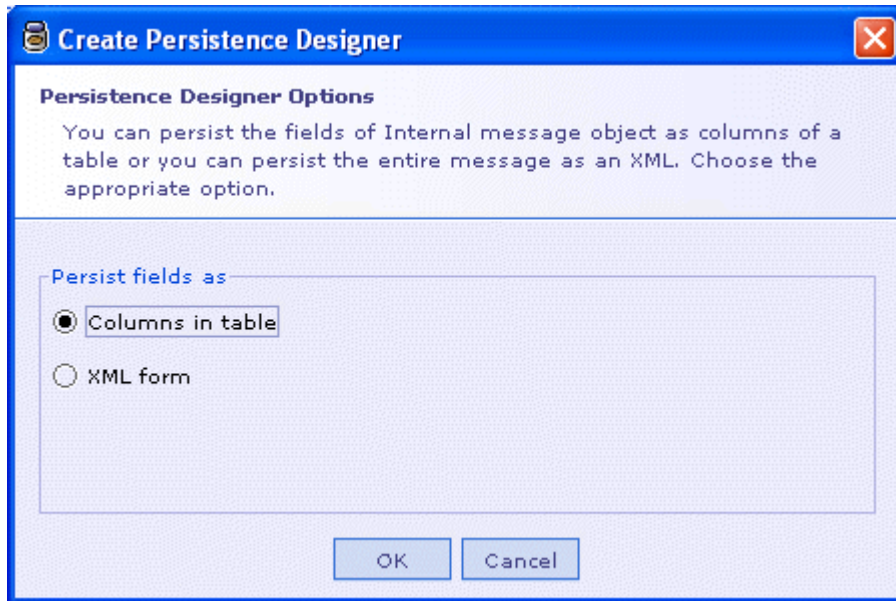 Create Persistence Designer
Persistence Designer Options
You can persist the fields of Internal message object as columns of a
table or you can persist the entire message as an XML. Choose the
appropriate option.
Persist fields as
Columns in table
XML form
OK Cancel